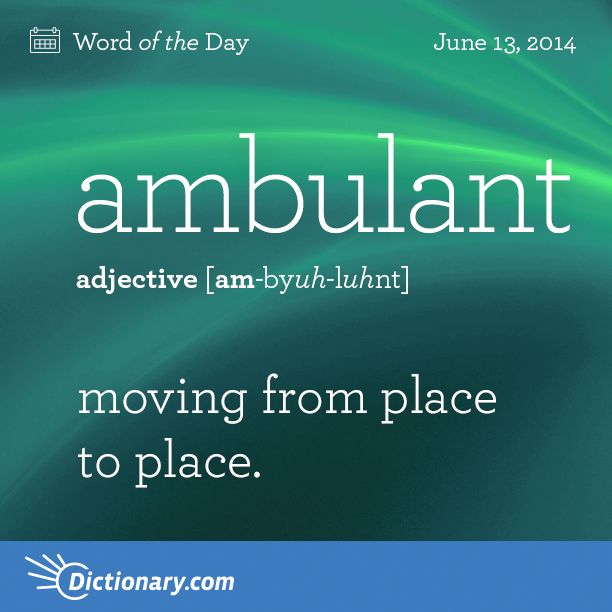 Word of the Day
June 13, 2014
ambulant
adjective [am-byuh-luhnt]
moving from place
to place.
Dictionary.com